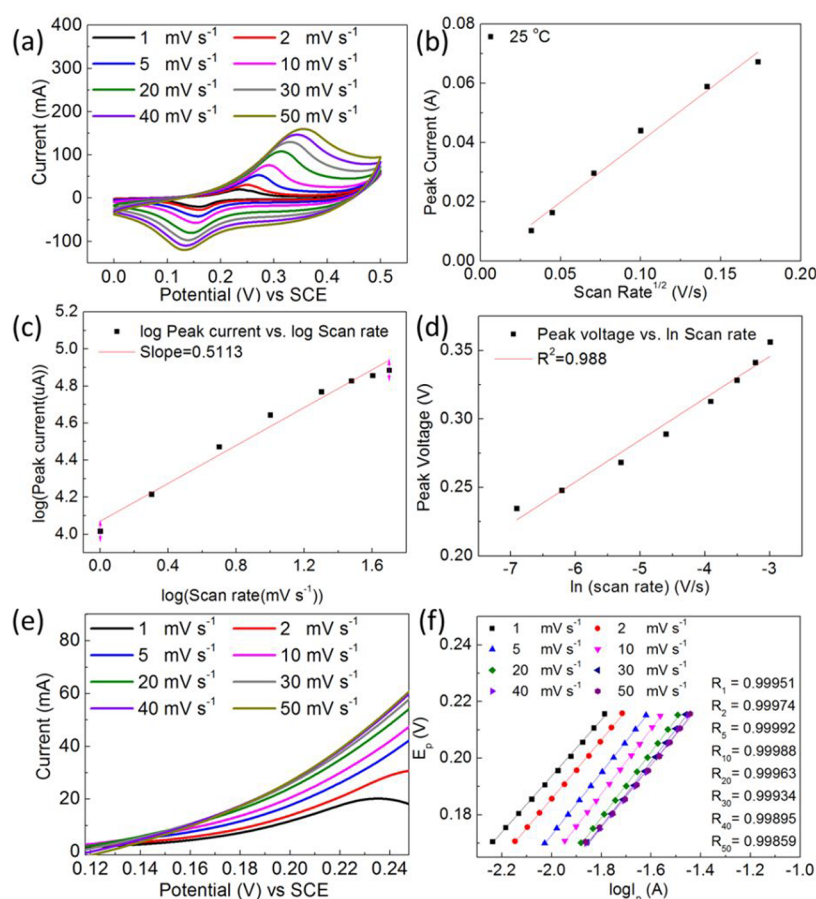 (a)
1 mV s⁻¹ 2 mV s⁻¹
5 mV s⁻¹ 10 mV s⁻¹
20 mV s⁻¹ 30 mV s⁻¹
40 mV s⁻¹ 50 mV s⁻¹
400
300
200
100
0
-100
Current (mA)
0.0 0.1 0.2 0.3 0.4 0.5
Potential (V) vs SCE
(b)
25 °C
0.08
0.06
0.04
0.02
0.00
Peak Current (A)
0.05 0.10 0.15 0.20
Scan Rate¹/² (V/s)
(c)
log Peak current vs. log Scan rate
Slope=0.5113
5.2
5.0
4.8
4.6
4.4
4.2
4.0
log(Peak current(uA))
0.0 0.4 0.8 1.2 1.6
log(Scan rate(mV s⁻¹))
(d)
Peak voltage vs. ln Scan rate
R²=0.988
0.35
0.30
0.25
0.20
Peak Voltage (V)
-7 -6 -5 -4 -3
ln (scan rate) (V/s)
(e)
1 mV s⁻¹ 2 mV s⁻¹
5 mV s⁻¹ 10 mV s⁻¹
20 mV s⁻¹ 30 mV s⁻¹
40 mV s⁻¹ 50 mV s⁻¹
80
60
40
20
0
Current (mA)
0.12 0.14 0.16 0.18 0.20 0.22 0.24
Potential (V) vs SCE
(f)
1 mV s⁻¹ 2 mV s⁻¹
5 mV s⁻¹ 10 mV s⁻¹
20 mV s⁻¹ 30 mV s⁻¹
40 mV s⁻¹ 50 mV s⁻¹
R₁ = 0.99951
R₂ = 0.99974
R₅ = 0.99992
R₁₀ = 0.99988
R₂₀ = 0.99963
R₃₀ = 0.99934
R₄₀ = 0.99895
R₅₀ = 0.99859
0.24
0.22
0.20
0.18
Eₚ (V)
-2.2 -2.0 -1.8 -1.6 -1.4 -1.2 -1.0
logIₚ (A)